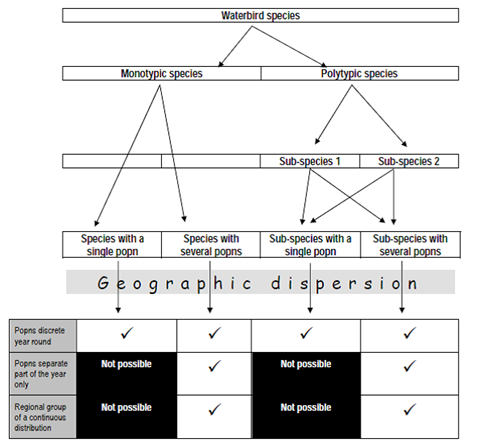 Waterbird species
Monotypic species Polytypic species
Sub-species 1 Sub-species 2
Species with a Species with Sub-species with a Sub-species with
single popn several popns single popn several popns
Geographic dispersion
Popns discrete ✓ ✓ ✓ ✓
year round
Popns separate Not possible ✓ Not possible ✓
part of the year
only
Regional group Not possible ✓ Not possible ✓
of a continuous
distribution